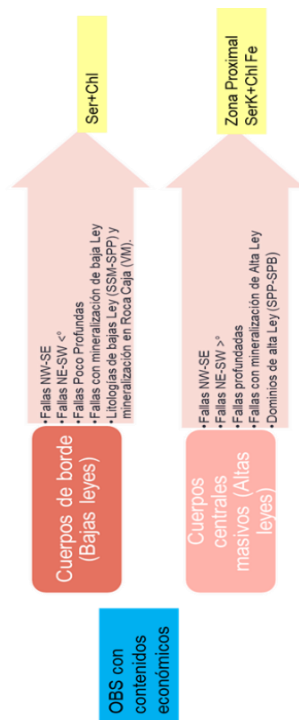 OBS con
contenidos
económicos
Cuerpos de borde
(Bajas leyes)
• Fallas NW-SE
• Fallas NE-SW <°
• Fallas Poco Profundas
• Fallas con mineralización de baja Ley
• Litologías de bajas Ley (SSM-SPP) y
mineralización en Roca Caja (VM).
Ser+Chl
Cuerpos
centrales
masivos (Altas
leyes)
• Fallas NW-SE
• Fallas NE-SW >°
• Fallas profundadas
• Fallas con mineralización de Alta Ley
• Dominios de alta Ley (SPP-SPB)
Zona Proximal
SerK+Chl Fe